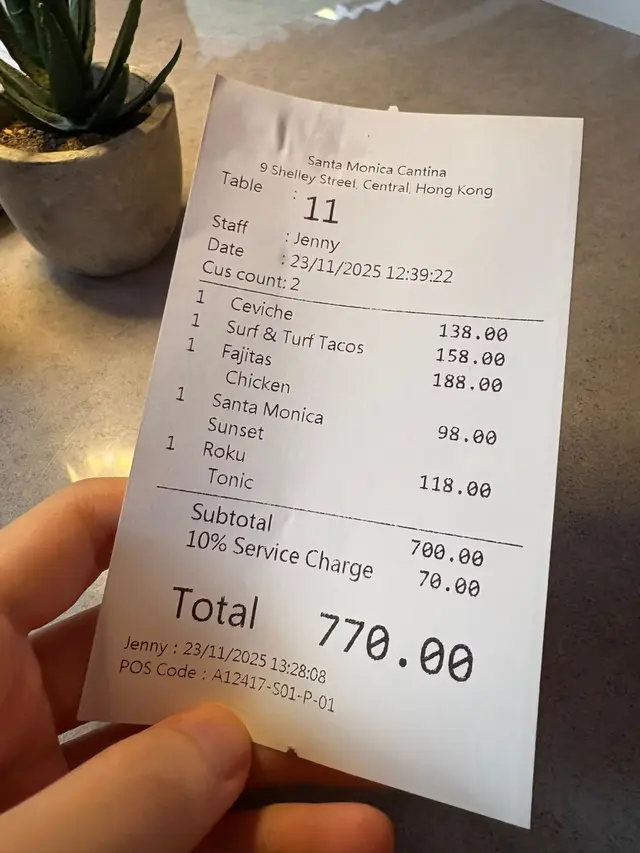 Santa Monica Cantina
9 Shelley Street, Central, Hong Kong
Table : 11
Staff : Jenny
Date : 23/11/2025 12:39:22
Cus count: 2
1 Ceviche 138.00
1 Surf & Turf Tacos 158.00
1 Fajitas 188.00
Chicken
1 Santa Monica 98.00
Sunset
1 Roku 118.00
Tonic
Subtotal 700.00
10% Service Charge 70.00
Total 770.00
Jenny : 23/11/2025 13:28:08
POS Code : A12417-S01-P-01